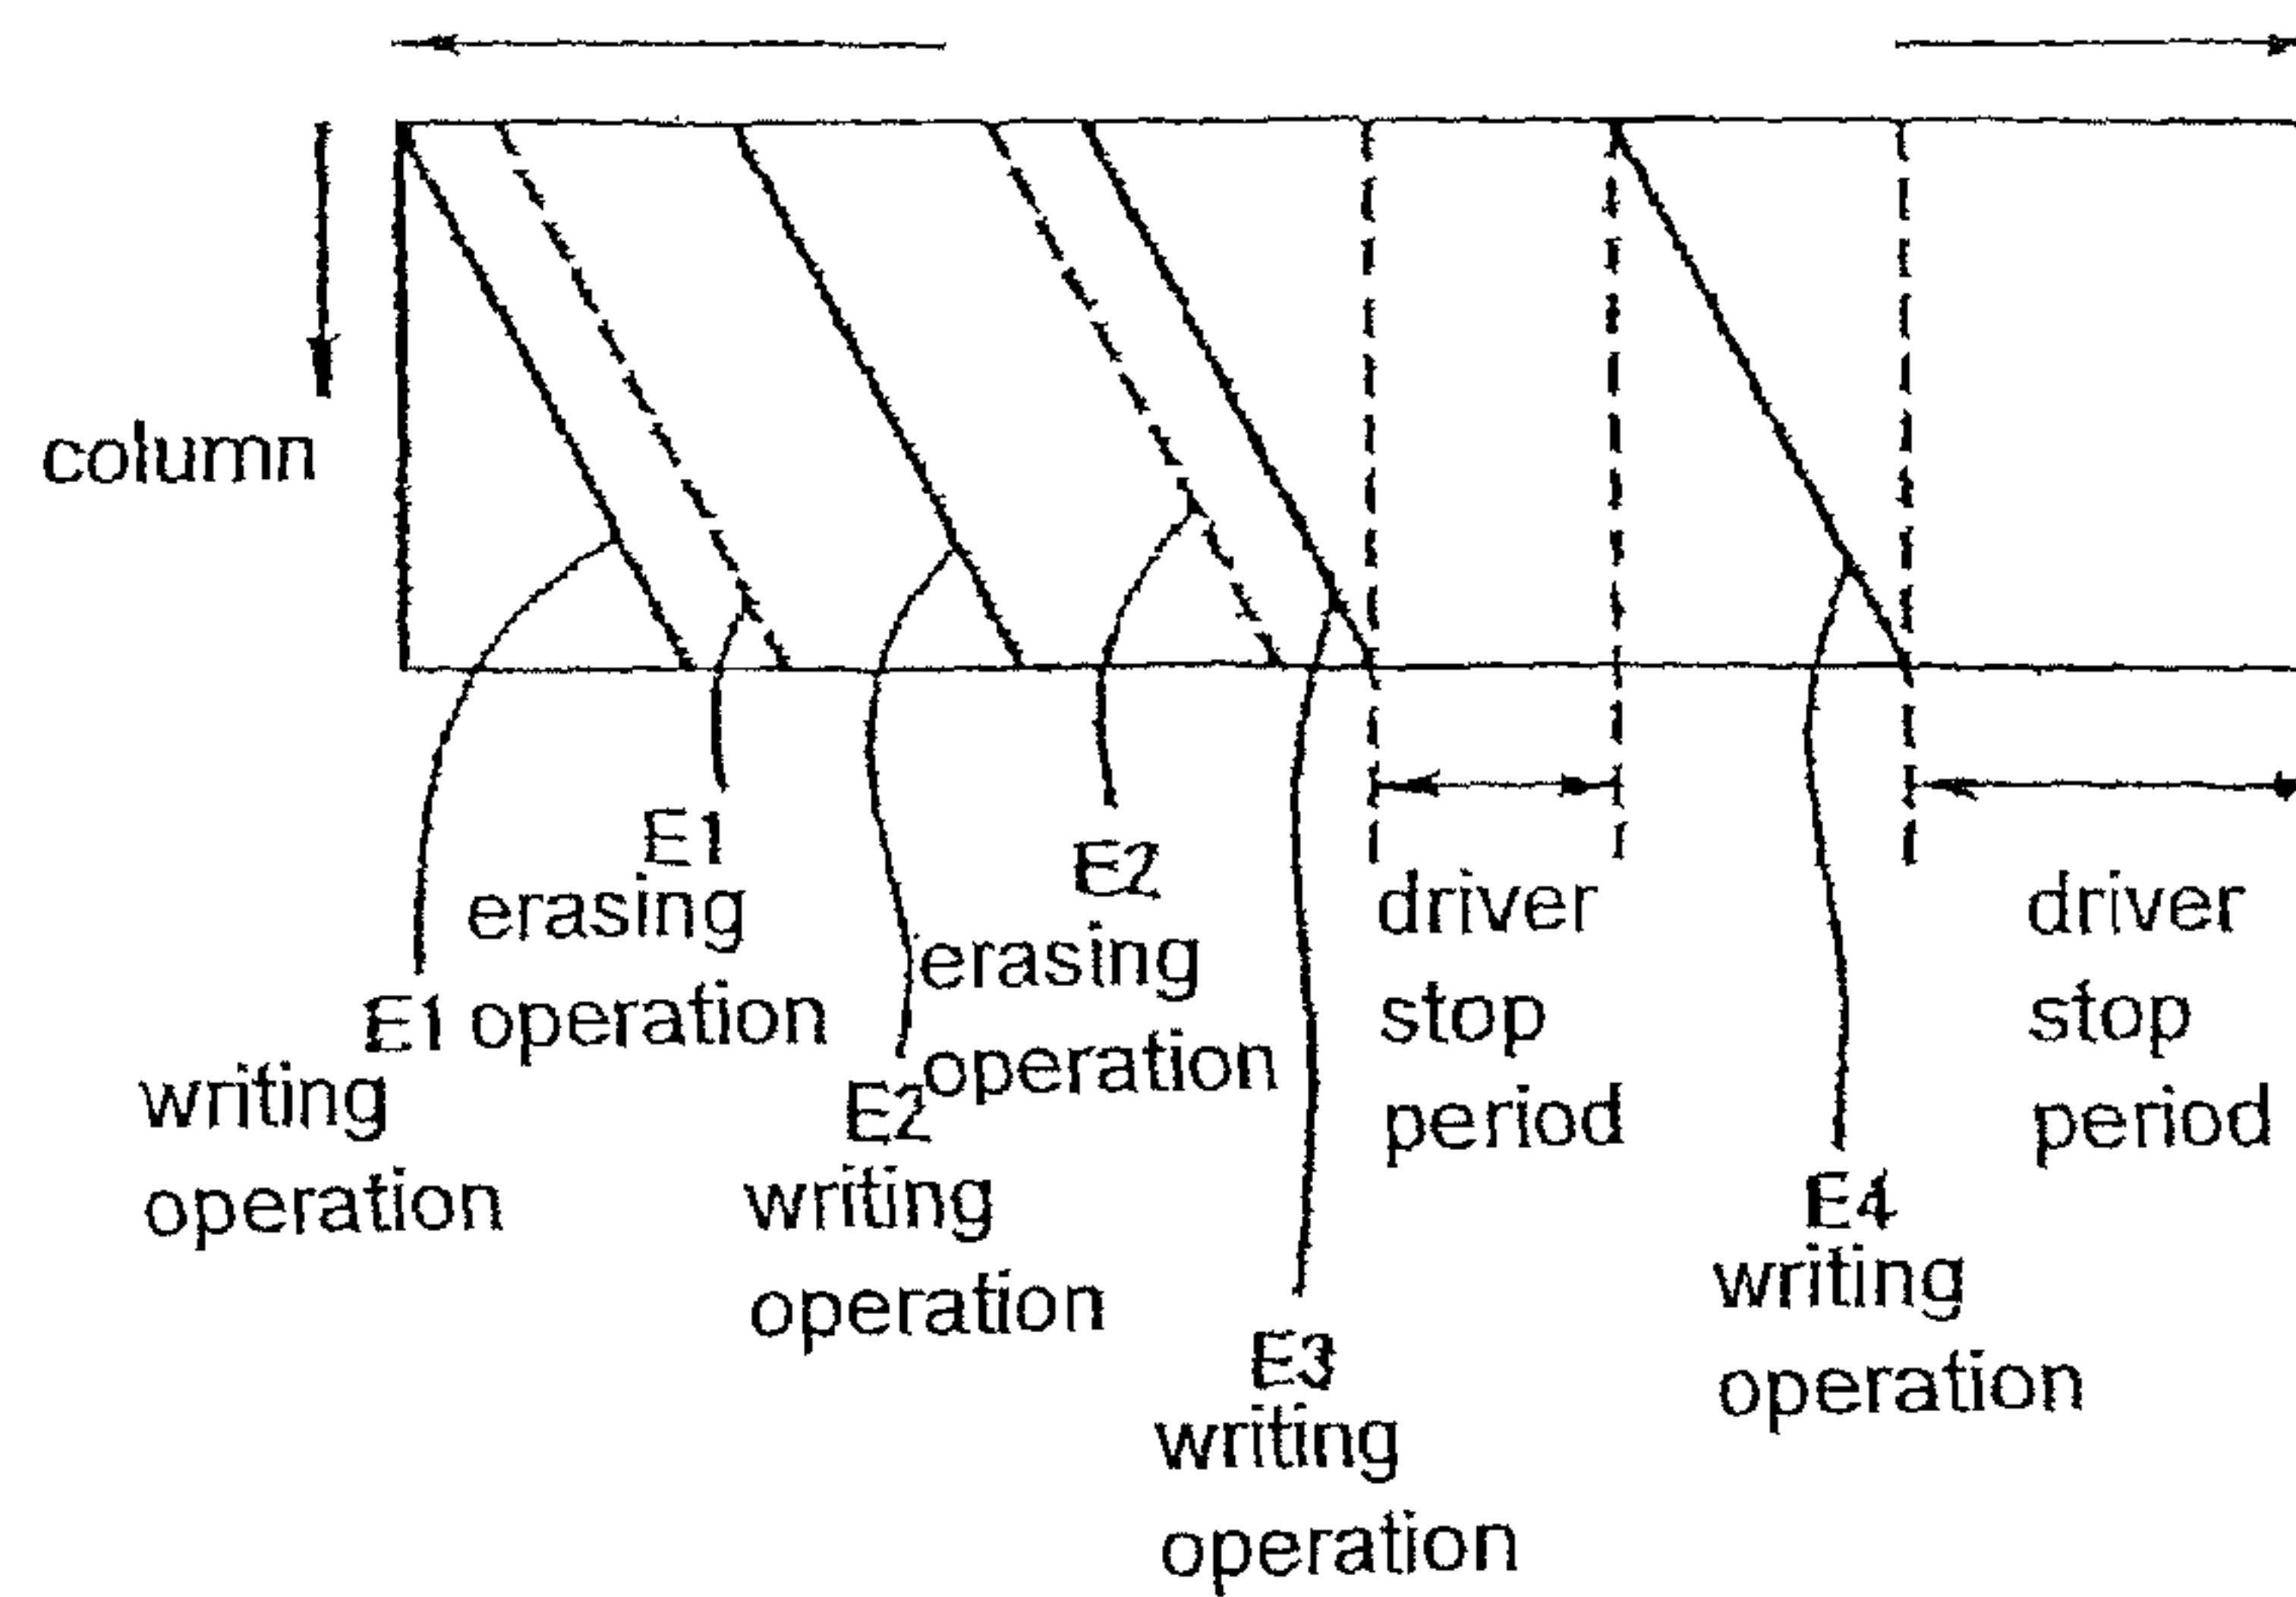 column
E1
erasing
operation
E1
writing
operation
E2
erasing
operation
E2
writing
operation
E3
writing
operation
driver
stop
period
E4
writing
operation
driver
stop
period